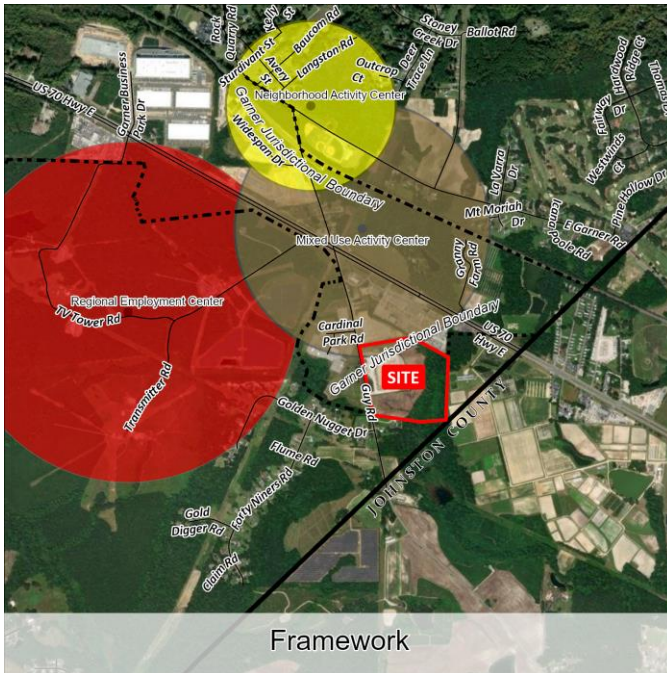 Rock
Quarry Rd
Kelly
St
Sturdivant St
Baucom Rd
Langston Rd
Avery
St
Outcrop
Ct
Deer
Trace Ln
Stoney
Creek Dr
Ballot Rd
Neighborhood Activity Center
Garner Jurisdictional Boundary
Widespan Dr
US 70 Hwy E
Garner Business
Park Dr
Hardwood
Ridge Ct
Fairway
Dr
Westwinds
Ct
La Varra
Dr
Pine Hollow Dr
Mt Moriah
Dr
E Garner Rd
Poole Rd
Granny
Farm Rd
Mixed Use Activity Center
Regional Employment Center
TV Tower Rd
Transmitter Rd
Cardinal
Park Rd
Garner Jurisdictional Boundary
US 70
Hwy E
SITE
Guy Rd
Golden Nugget Dr
Flume Rd
JOHNSTON COUNTY
Forty Niners Rd
Gold
Digger Rd
Claim Rd
Framework